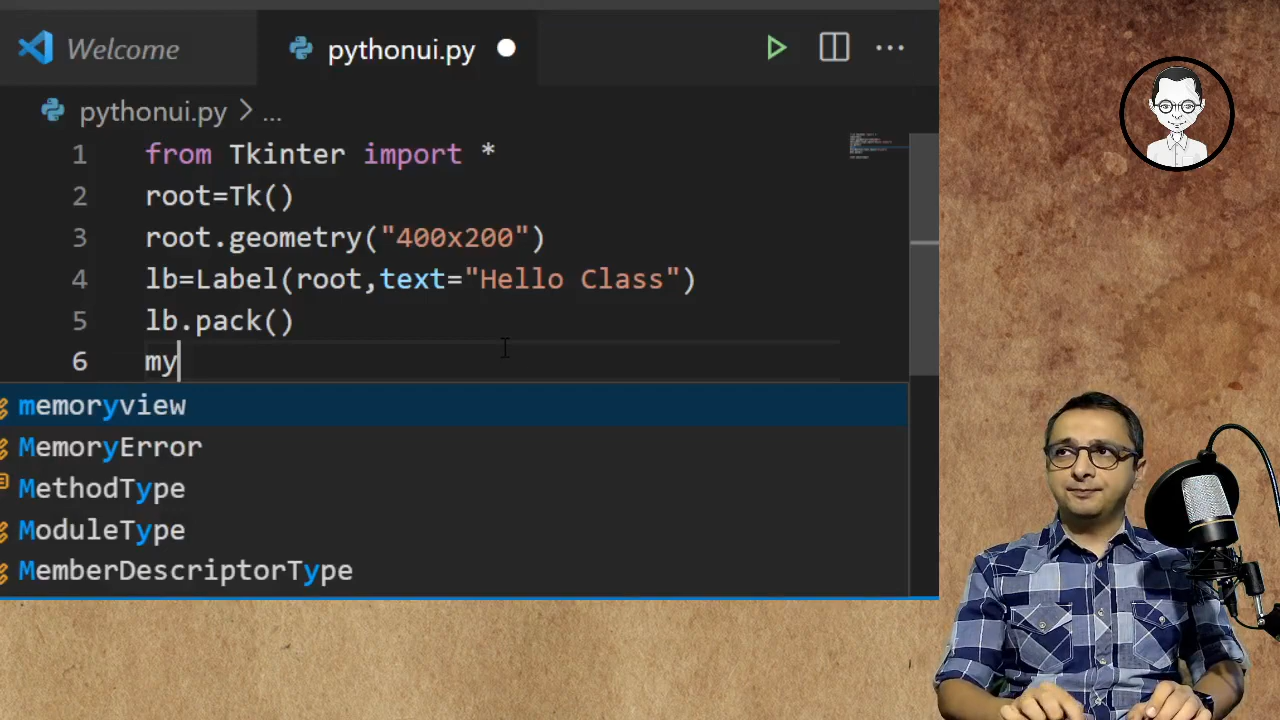 Welcome
pythonui.py
pythonui.py > ...
1 from Tkinter import *
2 root=Tk()
3 root.geometry("400x200")
4 lb=Label(root,text="Hello Class")
5 lb.pack()
6 my
memoryview
MemoryError
MethodType
ModuleType
MemberDescriptorType